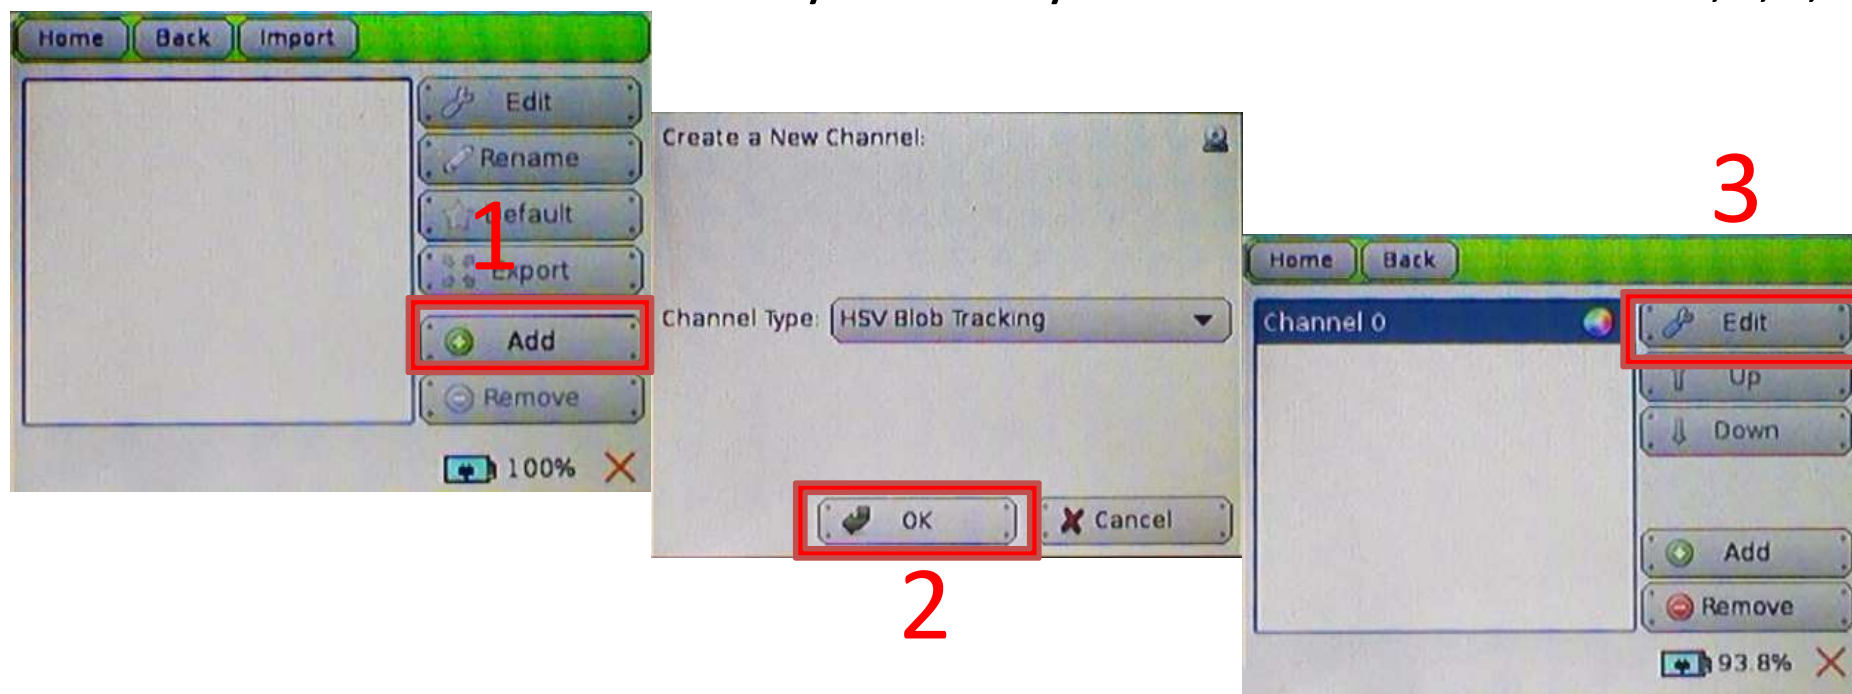 Home Back Import
Edit
Rename
Default
Export
Add
Remove
100%
1
Create a New Channel:
Channel Type: HSV Blob Tracking
OK Cancel
2
3
Home Back
Channel 0
Edit
Up
Down
Add
Remove
93.8%